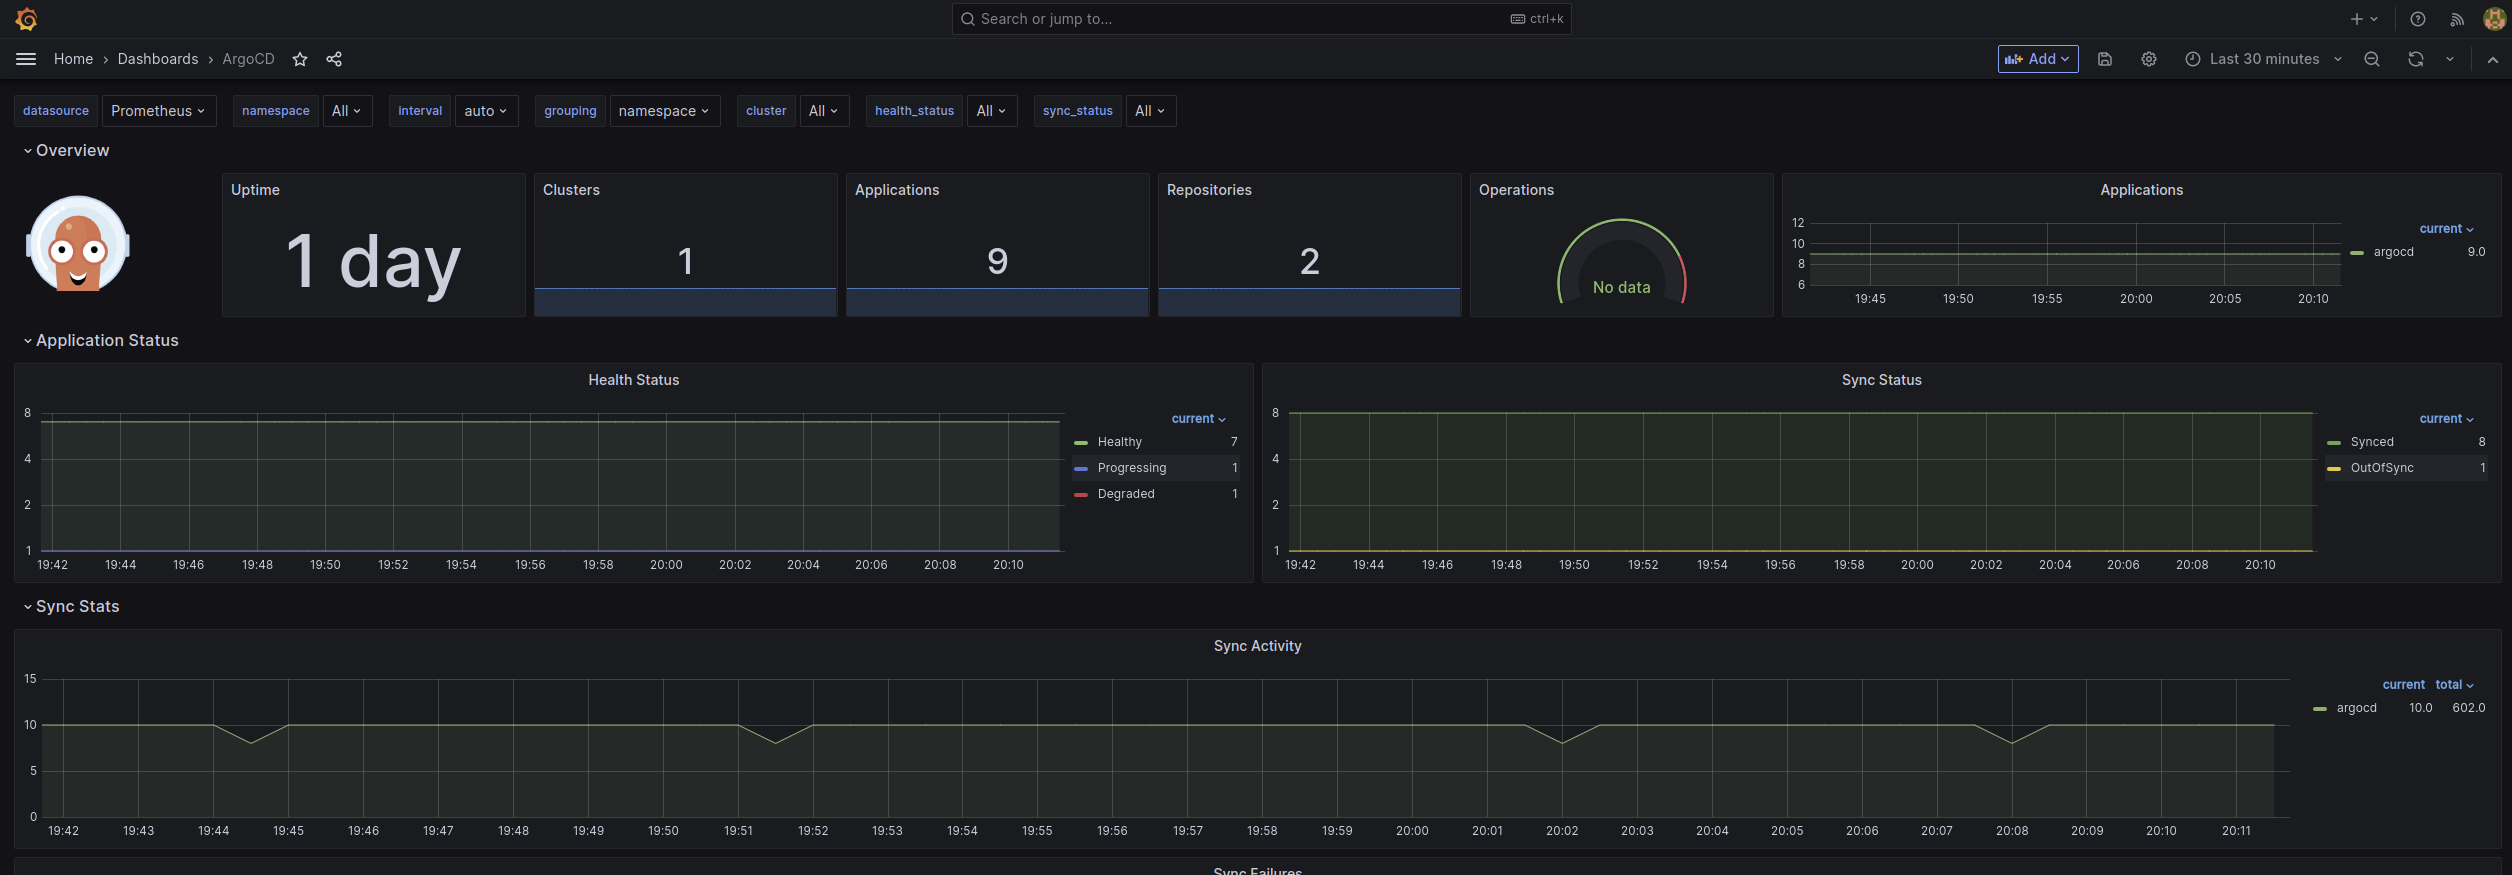 Search or jump to...
ctrl+k
Home › Dashboards › ArgoCD
Add
Last 30 minutes
datasource Prometheus namespace All interval auto grouping namespace cluster All health_status All sync_status All
Overview
Uptime
1 day
Clusters
1
Applications
9
Repositories
2
Operations
No data
Applications
12
10
8
6
19:45 19:50 19:55 20:00 20:05 20:10
current
argocd 9.0
Application Status
Health Status
8
4
2
1
19:42 19:44 19:46 19:48 19:50 19:52 19:54 19:56 19:58 20:00 20:02 20:04 20:06 20:08 20:10
current
Healthy 7
Progressing 1
Degraded 1
Sync Status
8
4
2
1
19:42 19:44 19:46 19:48 19:50 19:52 19:54 19:56 19:58 20:00 20:02 20:04 20:06 20:08 20:10
current
Synced 8
OutOfSync 1
Sync Stats
Sync Activity
15
10
5
0
19:42 19:43 19:44 19:45 19:46 19:47 19:48 19:49 19:50 19:51 19:52 19:53 19:54 19:55 19:56 19:57 19:58 19:59 20:00 20:01 20:02 20:03 20:04 20:05 20:06 20:07 20:08 20:09 20:10 20:11
current total
argocd 10.0 602.0
Sync Failures